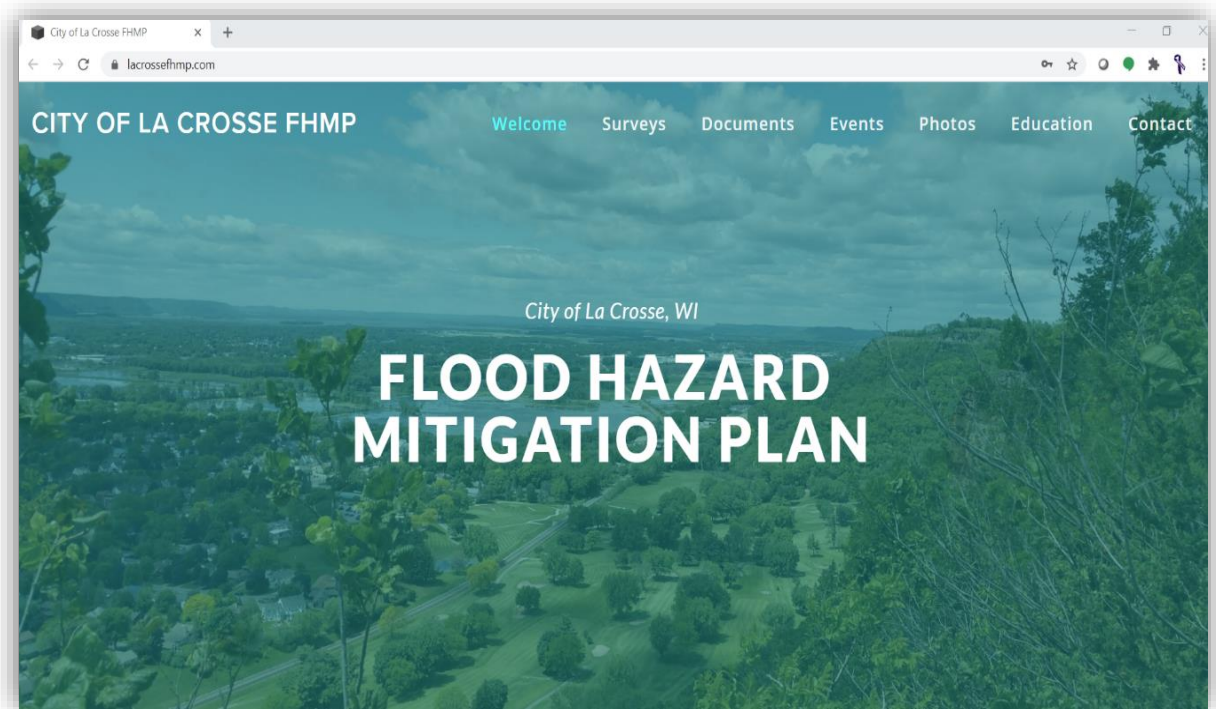 City of La Crosse FHMP
lacrossefhmp.com
CITY OF LA CROSSE FHMP Welcome Surveys Documents Events Photos Education Contact
City of La Crosse, WI
FLOOD HAZARD
MITIGATION PLAN